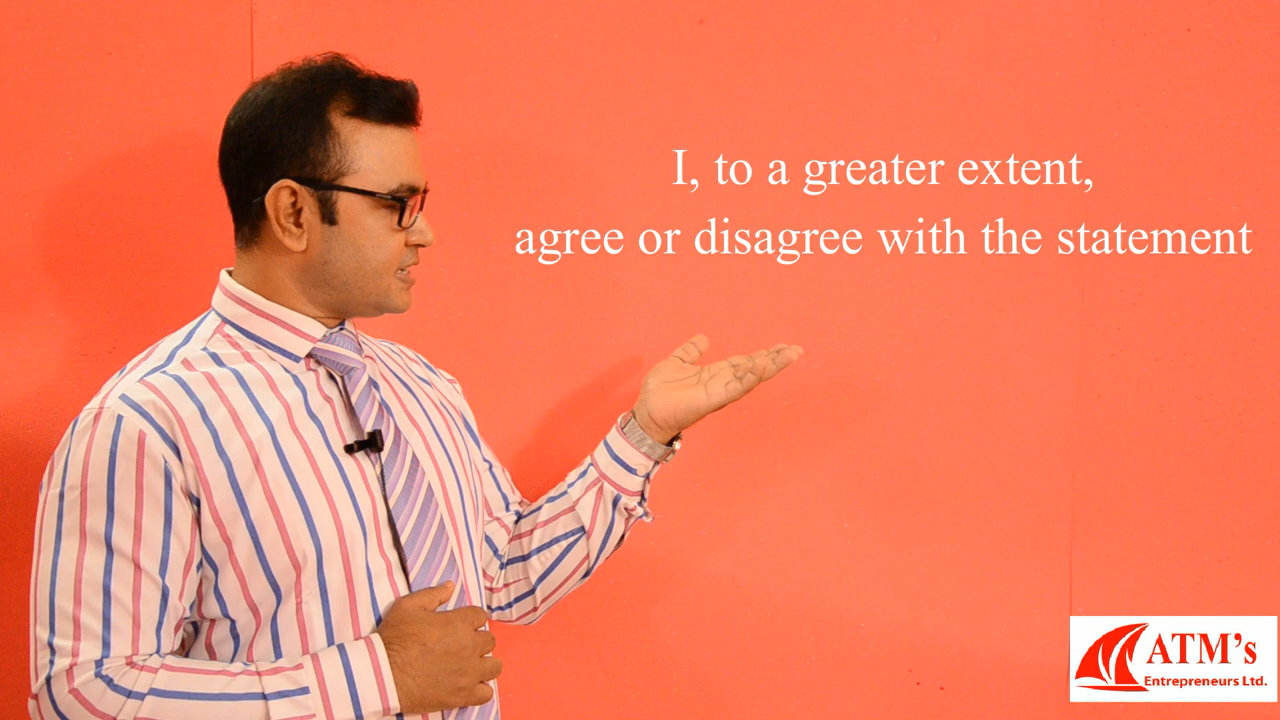 I, to a greater extent,
agree or disagree with the statement
ATM's
Entrepreneurs Ltd.